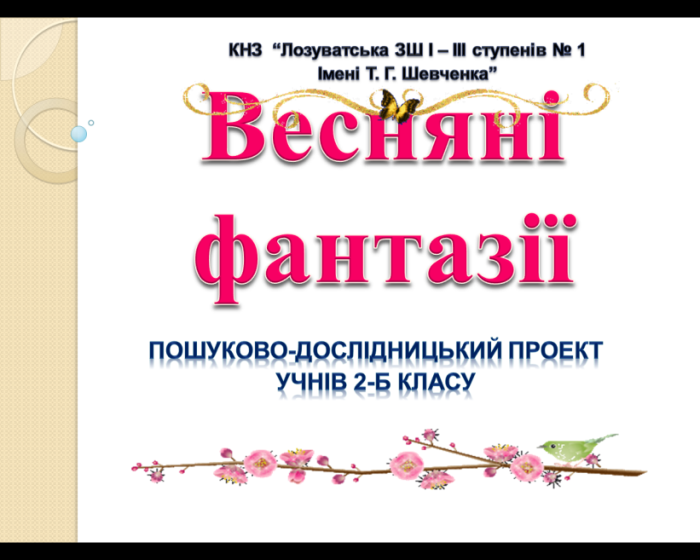 КНЗ “Лозуватська ЗШ І – ІІІ ступенів № 1
Імені Т. Г. Шевченка”
Весняні
фантазії
ПОШУКОВО-ДОСЛІДНИЦЬКИЙ ПРОЕКТ
УЧНІВ 2-Б КЛАСУ